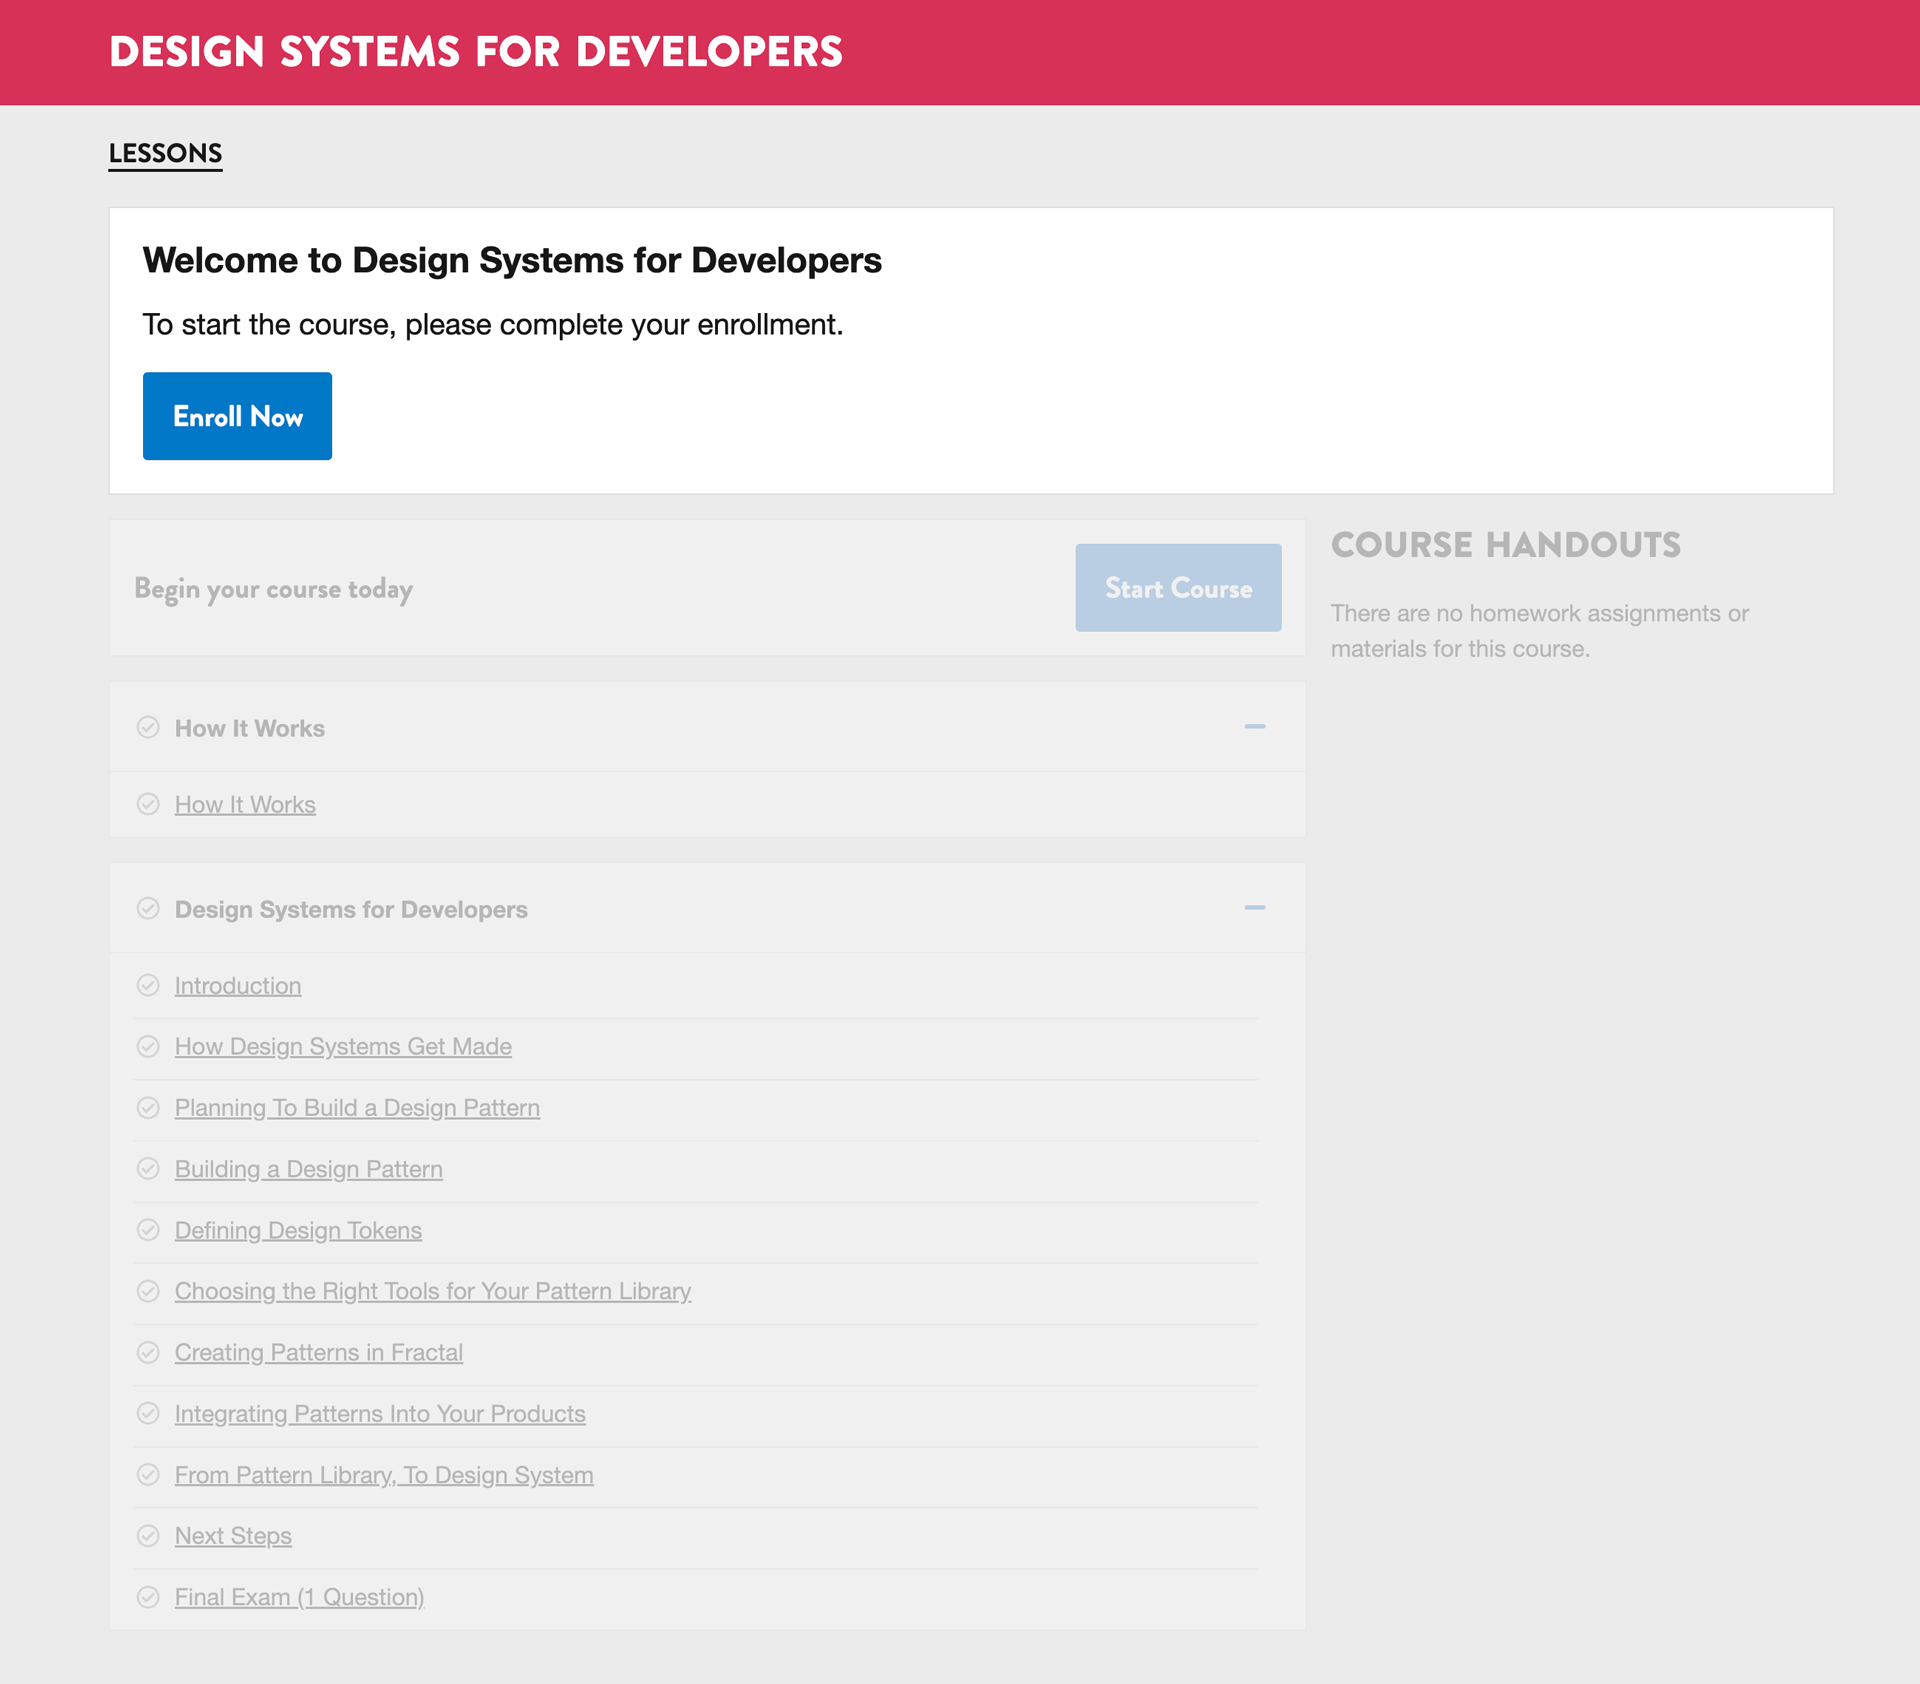 DESIGN SYSTEMS FOR DEVELOPERS
LESSONS
Welcome to Design Systems for Developers
To start the course, please complete your enrollment.
Enroll Now
Begin your course today
Start Course
How It Works
How It Works
Design Systems for Developers
Introduction
How Design Systems Get Made
Planning To Build a Design Pattern
Building a Design Pattern
Defining Design Tokens
Choosing the Right Tools for Your Pattern Library
Creating Patterns in Fractal
Integrating Patterns Into Your Products
From Pattern Library, To Design System
Next Steps
Final Exam (1 Question)
COURSE HANDOUTS
There are no homework assignments or
materials for this course.